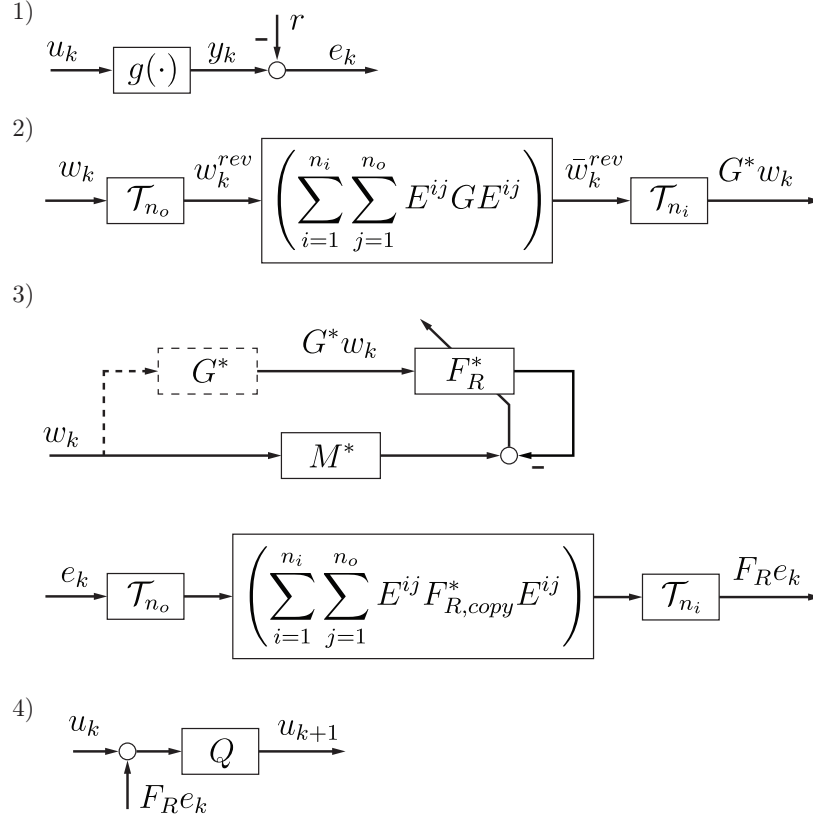 1)
r
−
u_k g(·) y_k e_k
2)
w_k 𝒯_{n_o} w_k^{rev} (∑_{i=1}^{n_i} ∑_{j=1}^{n_o} E^{ij} G E^{ij}) w̄_k^{rev} 𝒯_{n_i} G^* w_k
3)
G^* G^* w_k F_R^*
w_k M^* −
e_k 𝒯_{n_o} (∑_{i=1}^{n_i} ∑_{j=1}^{n_o} E^{ij} F_{R,copy}^* E^{ij}) 𝒯_{n_i} F_R e_k
4)
u_k Q u_{k+1}
F_R e_k